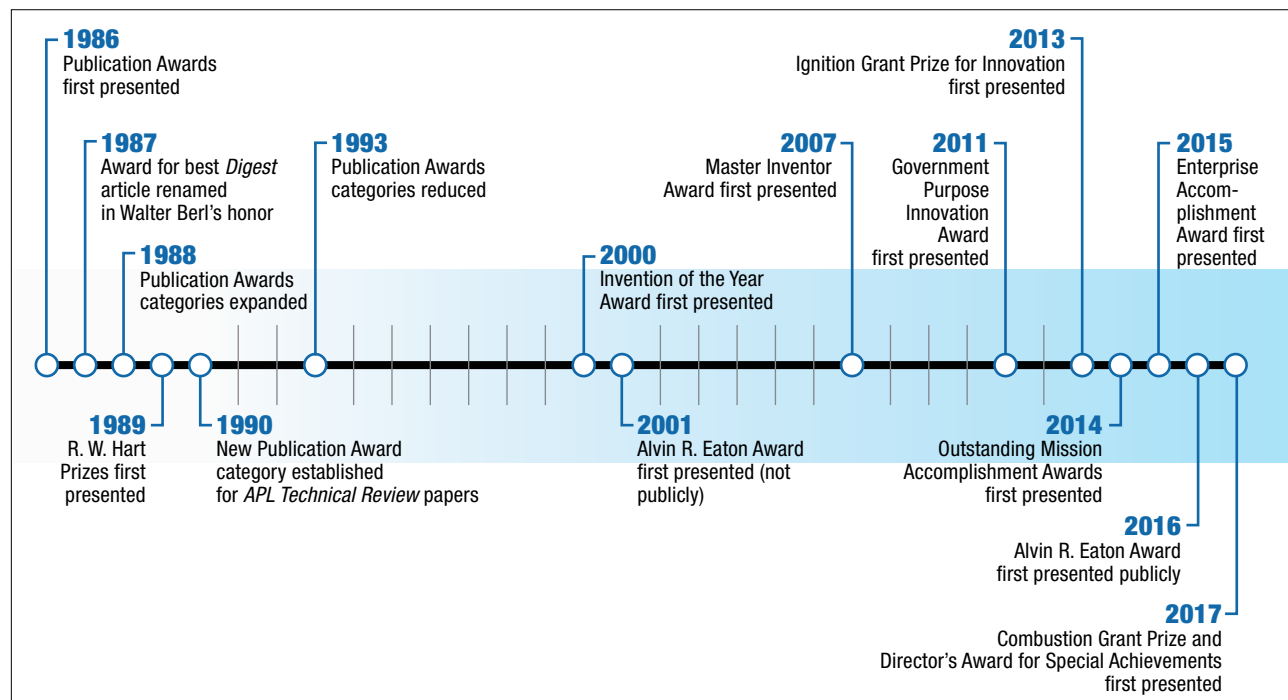 1986
Publication Awards
first presented
1987
Award for best Digest
article renamed
in Walter Berl's honor
1988
Publication Awards
categories expanded
1989
R. W. Hart
Prizes first
presented
1990
New Publication Award
category established
for APL Technical Review papers
1993
Publication Awards
categories reduced
2000
Invention of the Year
Award first presented
2001
Alvin R. Eaton Award
first presented (not
publicly)
2007
Master Inventor
Award first presented
2011
Government
Purpose
Innovation
Award
first presented
2013
Ignition Grant Prize for Innovation
first presented
2014
Outstanding Mission
Accomplishment Awards
first presented
2015
Enterprise
Accom-
plishment
Award first
presented
2016
Alvin R. Eaton Award
first presented publicly
2017
Combustion Grant Prize and
Director's Award for Special Achievements
first presented